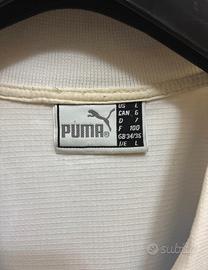 PUMA®
US L
CAN G
D 7
F 100
GB 34/36
I/E L
subito